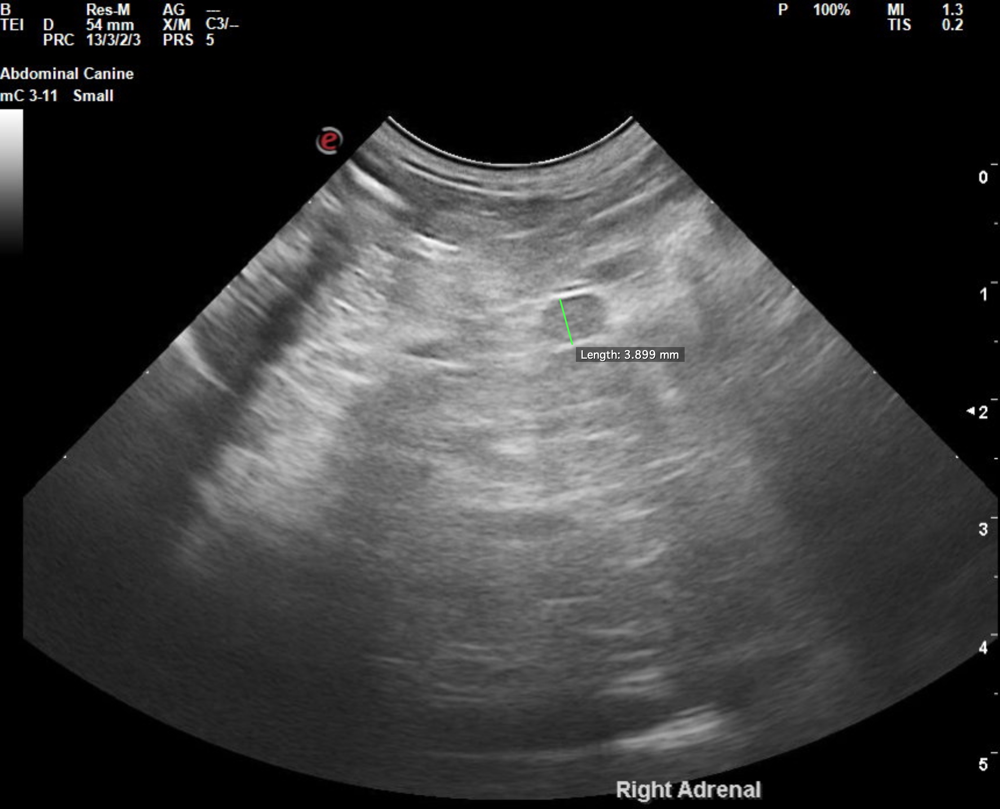 B Res-M AG --- P 100% MI 1.3
TEI D 54 mm X/M C3/-- TIS 0.2
PRC 13/3/2/3 PRS 5
Abdominal Canine
mC 3-11 Small
e
0
1
Length: 3.899 mm
2
3
4
5
Right Adrenal